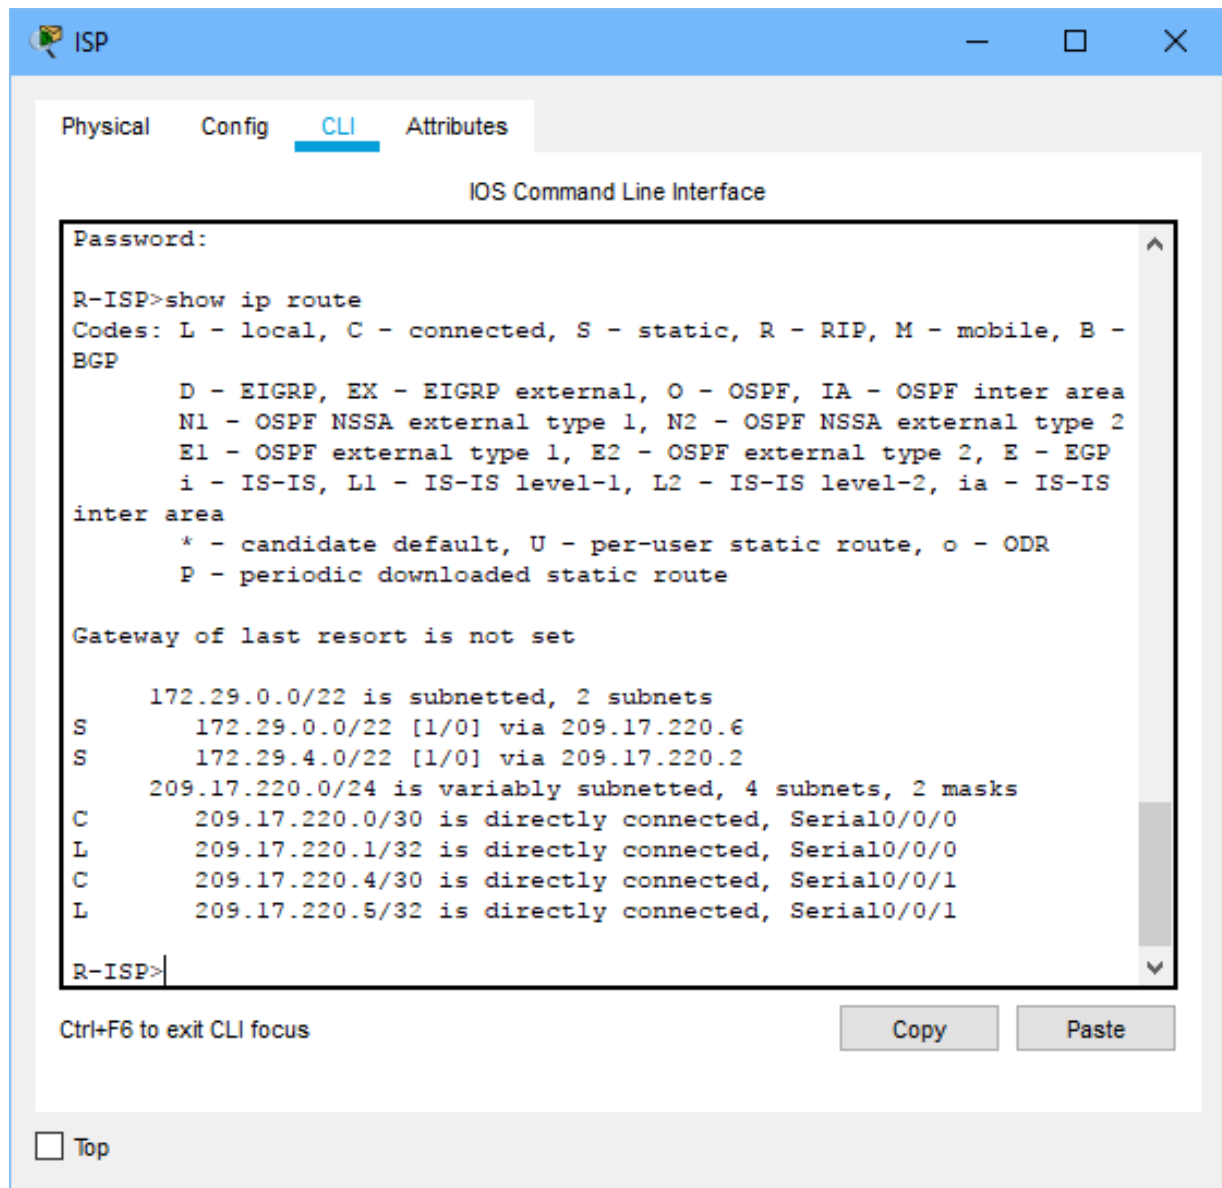 ISP
Physical Config CLI Attributes
IOS Command Line Interface
Password:
R-ISP>show ip route
Codes: L - local, C - connected, S - static, R - RIP, M - mobile, B -
BGP
D - EIGRP, EX - EIGRP external, O - OSPF, IA - OSPF inter area
N1 - OSPF NSSA external type 1, N2 - OSPF NSSA external type 2
E1 - OSPF external type 1, E2 - OSPF external type 2, E - EGP
i - IS-IS, L1 - IS-IS level-1, L2 - IS-IS level-2, ia - IS-IS
inter area
* - candidate default, U - per-user static route, o - ODR
P - periodic downloaded static route
Gateway of last resort is not set
172.29.0.0/22 is subnetted, 2 subnets
S 172.29.0.0/22 [1/0] via 209.17.220.6
S 172.29.4.0/22 [1/0] via 209.17.220.2
209.17.220.0/24 is variably subnetted, 4 subnets, 2 masks
C 209.17.220.0/30 is directly connected, Serial0/0/0
L 209.17.220.1/32 is directly connected, Serial0/0/0
C 209.17.220.4/30 is directly connected, Serial0/0/1
L 209.17.220.5/32 is directly connected, Serial0/0/1
R-ISP>
Ctrl+F6 to exit CLI focus Copy Paste
Top